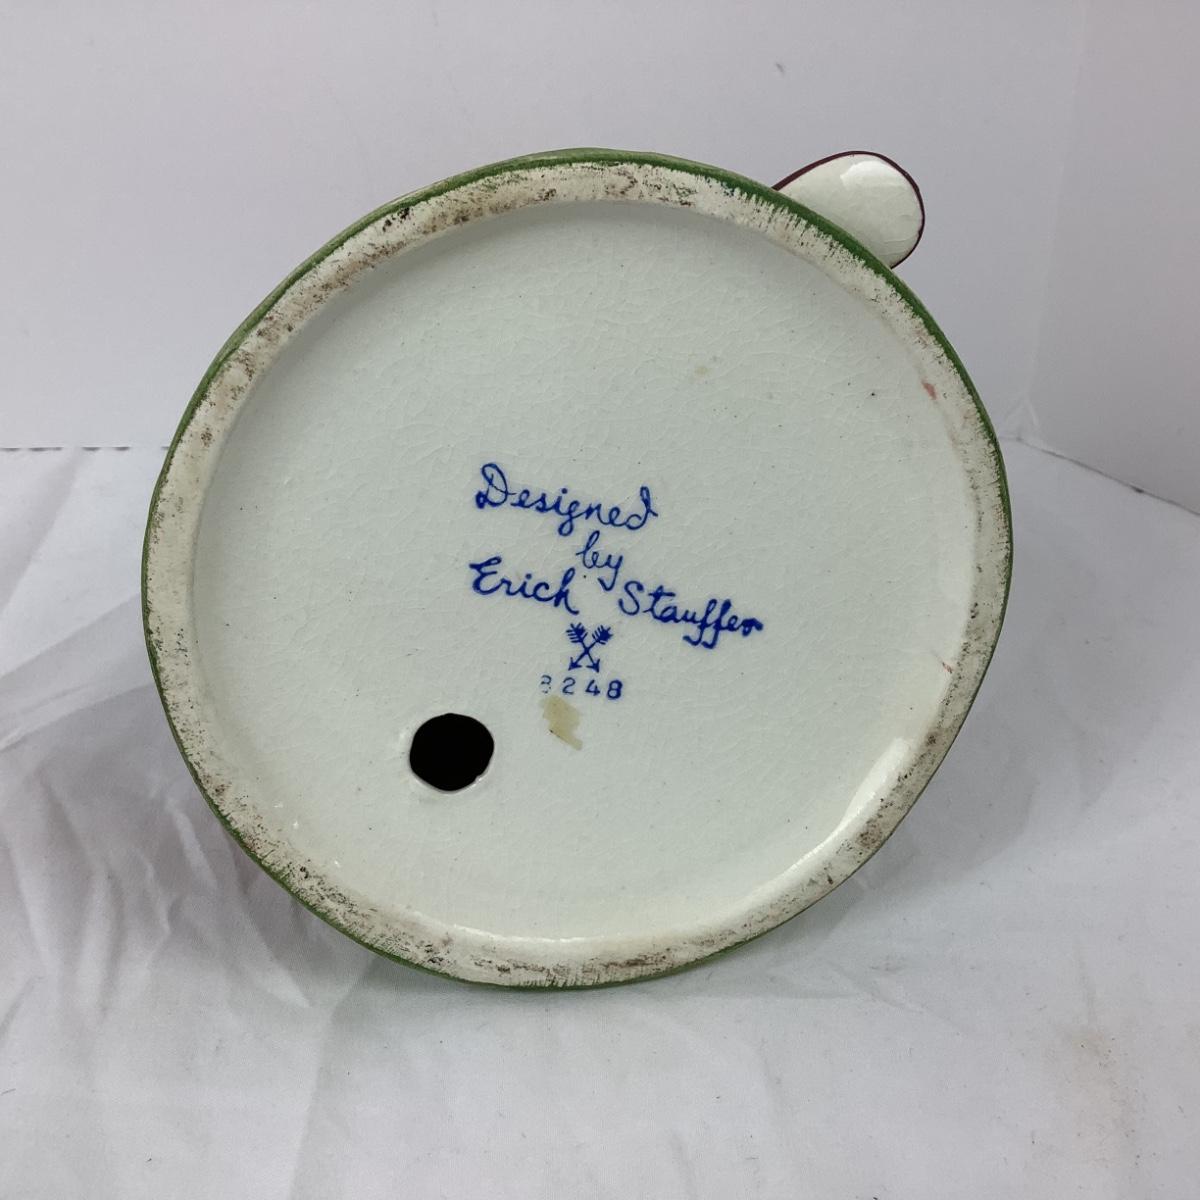 Designed
by
Erich Stauffer
8248